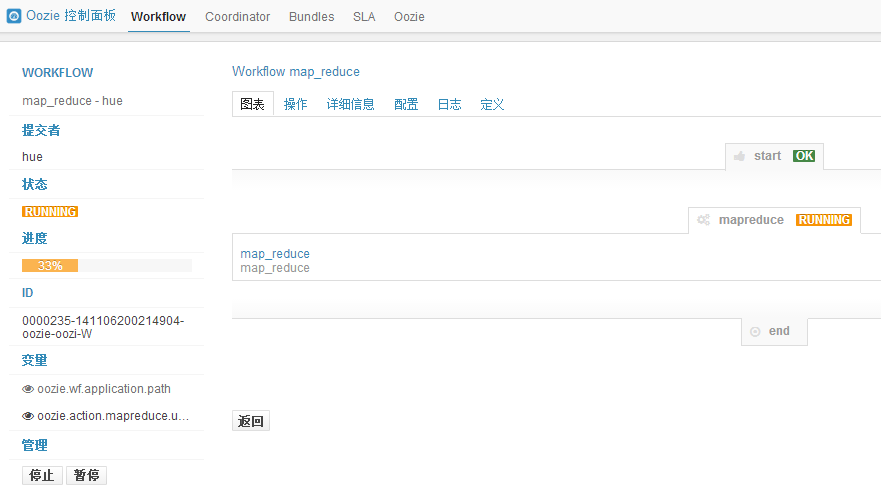 Oozie 控制面板 Workflow Coordinator Bundles SLA Oozie
WORKFLOW
map_reduce - hue
提交者
hue
状态
RUNNING
进度
33%
ID
0000235-141106200214904-
oozie-oozi-W
变量
oozie.wf.application.path
oozie.action.mapreduce.u...
管理
停止 暂停
Workflow map_reduce
图表 操作 详细信息 配置 日志 定义
start OK
mapreduce RUNNING
map_reduce
map_reduce
end
返回